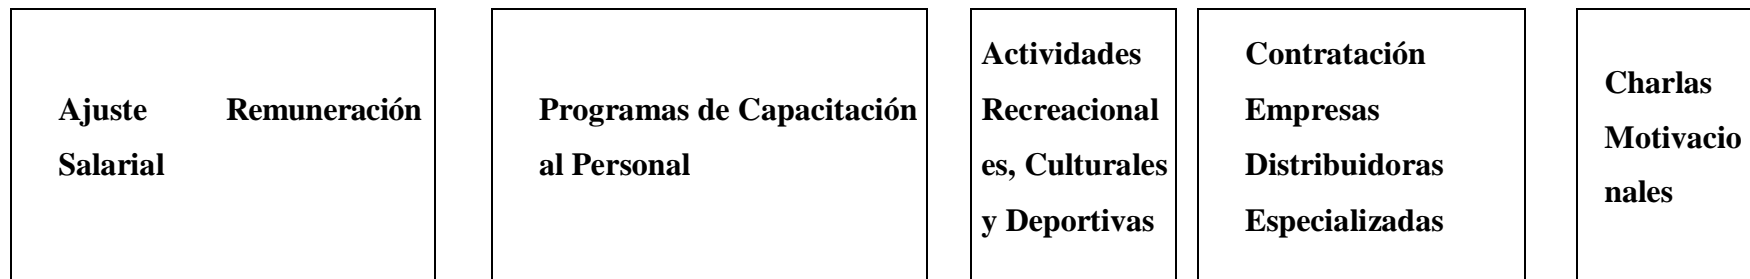 Ajuste Remuneración
Salarial
Programas de Capacitación
al Personal
Actividades
Recreacional
es, Culturales
y Deportivas
Contratación
Empresas
Distribuidoras
Especializadas
Charlas
Motivacio
nales